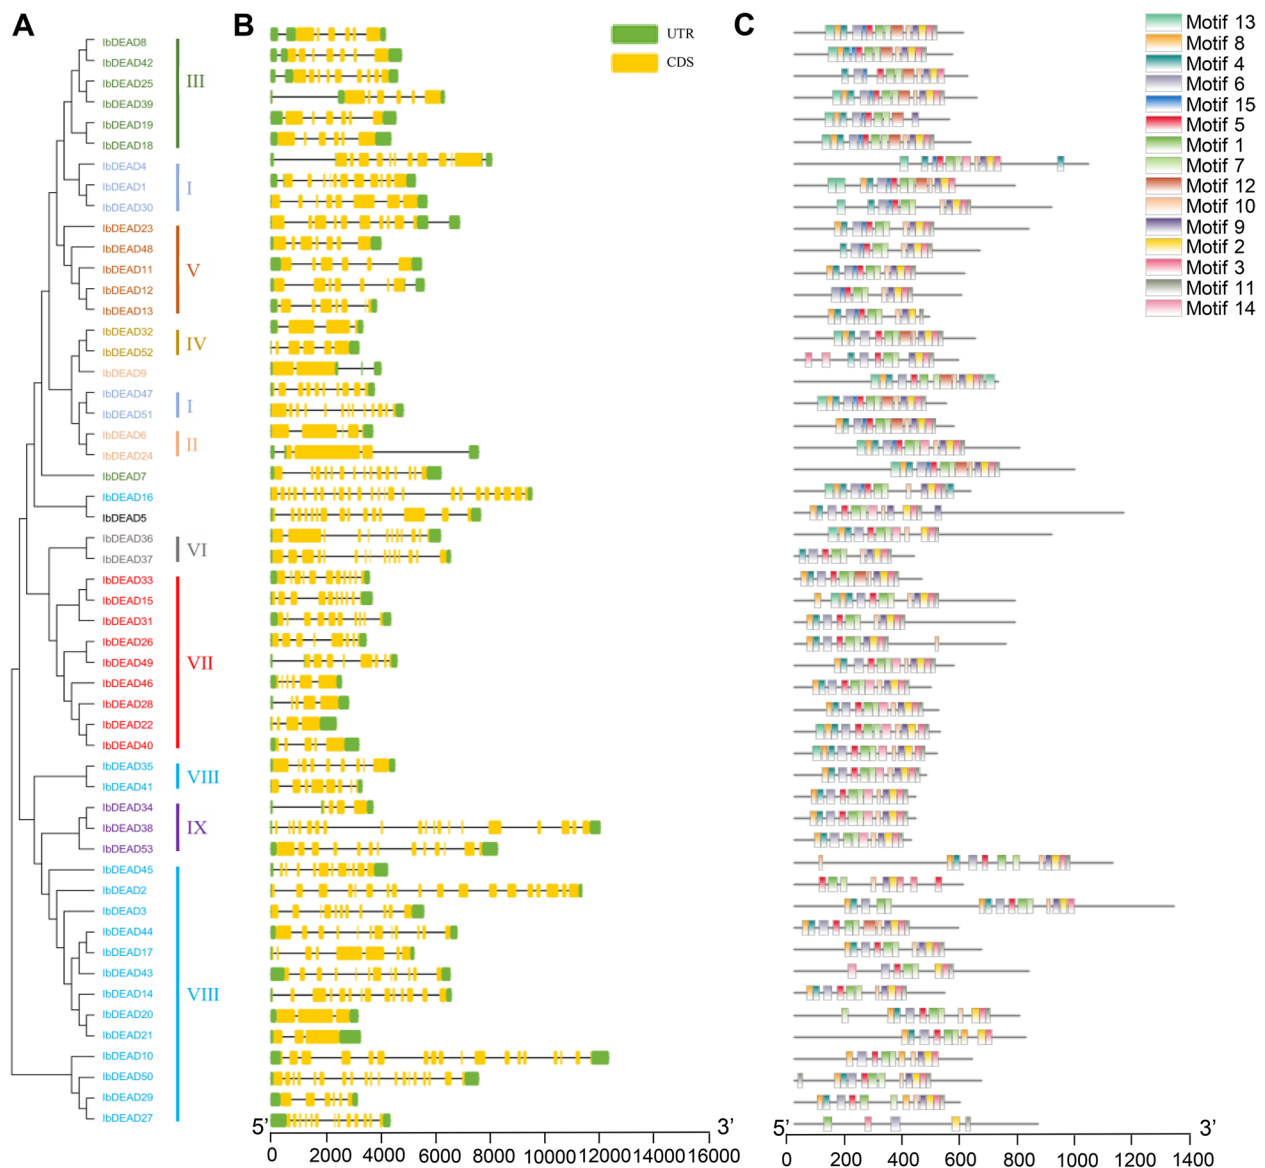 A
B
C
IbDEAD8
IbDEAD42
IbDEAD25
IbDEAD39
IbDEAD19
IbDEAD18
IbDEAD4
IbDEAD1
IbDEAD30
IbDEAD23
IbDEAD48
IbDEAD11
IbDEAD12
IbDEAD13
IbDEAD32
IbDEAD52
IbDEAD9
IbDEAD47
IbDEAD51
IbDEAD6
IbDEAD24
IbDEAD7
IbDEAD16
IbDEAD5
IbDEAD36
IbDEAD37
IbDEAD33
IbDEAD15
IbDEAD31
IbDEAD26
IbDEAD49
IbDEAD46
IbDEAD28
IbDEAD22
IbDEAD40
IbDEAD35
IbDEAD41
IbDEAD34
IbDEAD38
IbDEAD53
IbDEAD45
IbDEAD2
IbDEAD3
IbDEAD44
IbDEAD17
IbDEAD43
IbDEAD14
IbDEAD20
IbDEAD21
IbDEAD10
IbDEAD50
IbDEAD29
IbDEAD27
III
I
V
IV
I
II
VI
VII
VIII
IX
VIII
UTR
CDS
5’
3’
0 2000 4000 6000 8000 10000 12000 14000 16000
Motif 13
Motif 8
Motif 4
Motif 6
Motif 15
Motif 5
Motif 1
Motif 7
Motif 12
Motif 10
Motif 9
Motif 2
Motif 3
Motif 11
Motif 14
5’
3’
0 200 400 600 800 1000 1200 1400